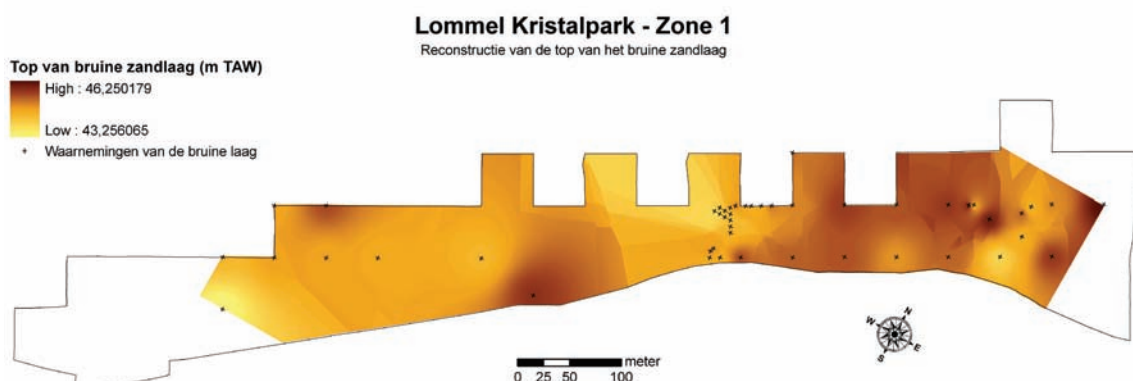 Lommel Kristalpark - Zone 1
Reconstructie van de top van het bruine zandlaag
Top van bruine zandlaag (m TAW)
High : 46,250179
Low : 43,256065
Waarnemingen van de bruine laag
N
W
E
S
meter
0 25 50 100